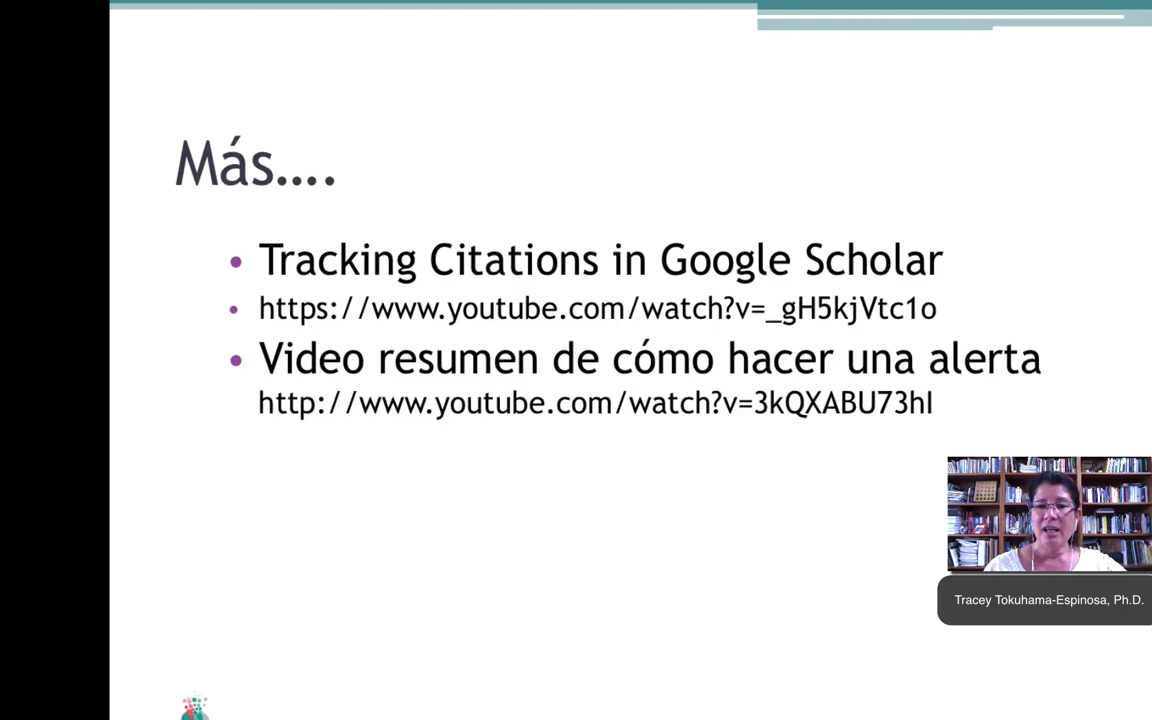 Más....
• Tracking Citations in Google Scholar
• https://www.youtube.com/watch?v=_gH5kjVtc1o
• Video resumen de cómo hacer una alerta
http://www.youtube.com/watch?v=3kQXABU73hI
Tracey Tokuhama-Espinosa, Ph.D.